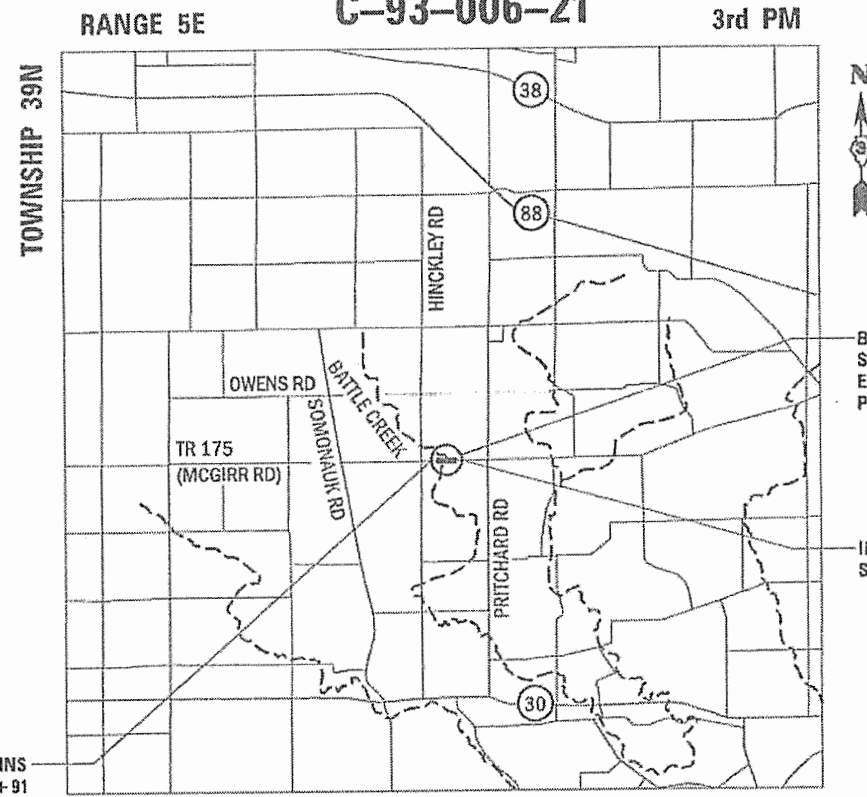 C-93-006-21
RANGE 5E
3rd PM
TOWNSHIP 39N
N
38
88
HINCKLEY RD
OWENS RD
BATTLE CREEK
SOMONAUK RD
TR 175
(MCGIRR RD)
PRITCHARD RD
30
B
S
E
P
S
INS
+ 91